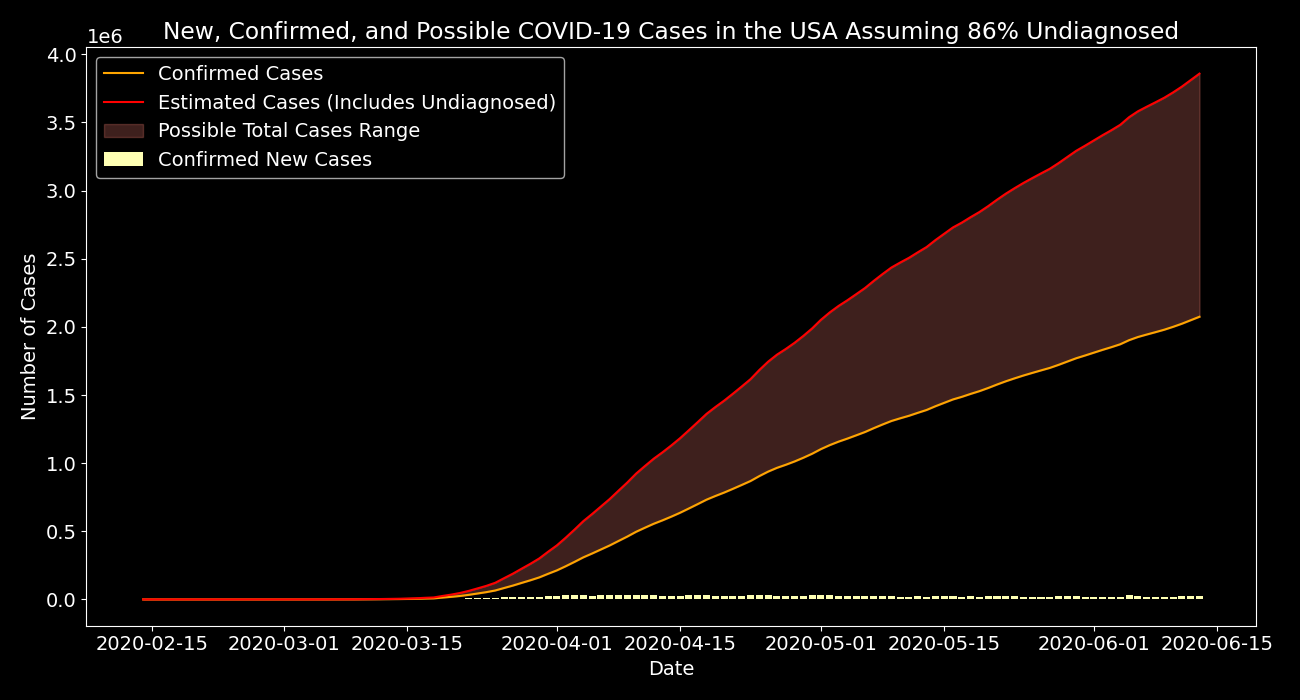 New, Confirmed, and Possible COVID-19 Cases in the USA Assuming 86% Undiagnosed
1e6
4.0
3.5
3.0
2.5
2.0
1.5
1.0
0.5
0.0
Number of Cases
Confirmed Cases
Estimated Cases (Includes Undiagnosed)
Possible Total Cases Range
Confirmed New Cases
2020-02-15 2020-03-01 2020-03-15 2020-04-01 2020-04-15 2020-05-01 2020-05-15 2020-06-01 2020-06-15
Date